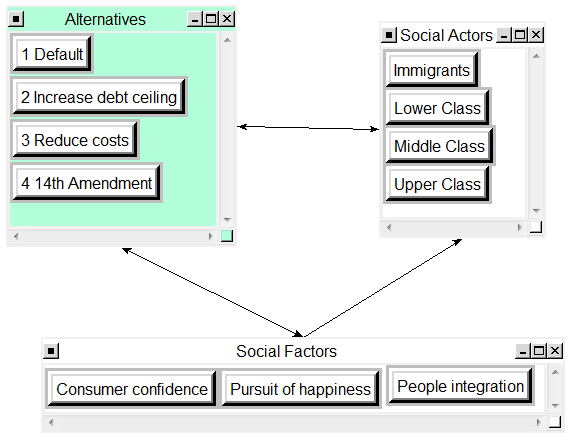 Alternatives
1 Default
2 Increase debt ceiling
3 Reduce costs
4 14th Amendment
Social Actors
Immigrants
Lower Class
Middle Class
Upper Class
Social Factors
Consumer confidence
Pursuit of happiness
People integration